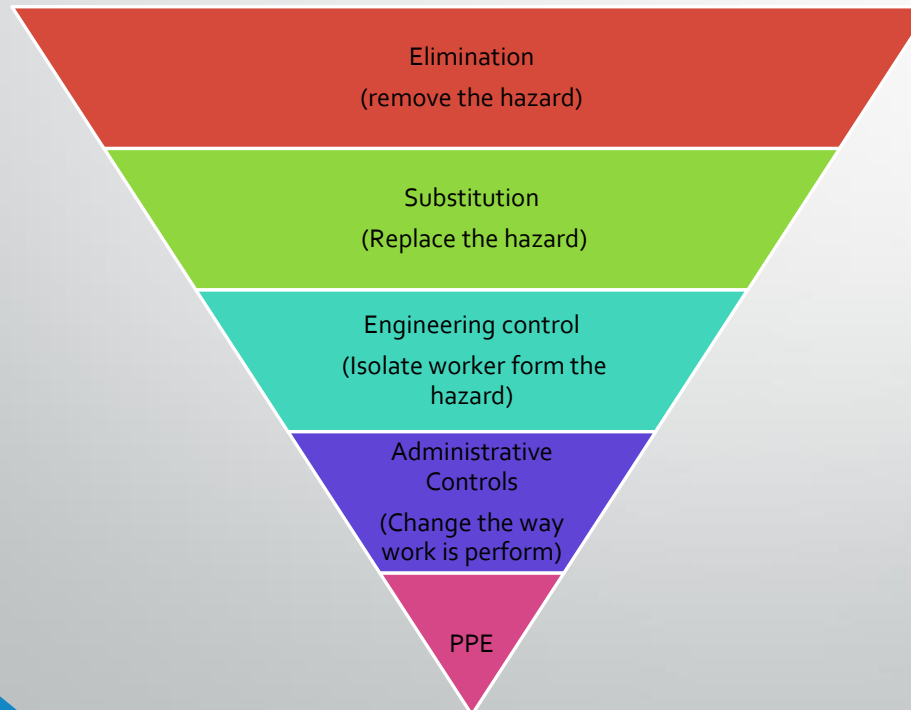 Elimination
(remove the hazard)
Substitution
(Replace the hazard)
Engineering control
(Isolate worker form the
hazard)
Administrative
Controls
(Change the way
work is perform)
PPE